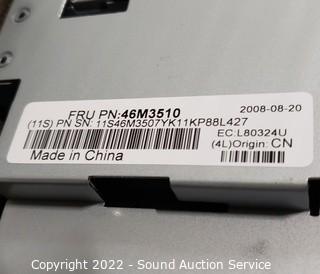 FRU PN:46M3510
2008-08-20
(11S) PN SN: 11S46M3507YK11KP88L427
EC:L80324U
(4L)Origin: CN
Made in China
Copyright 2022 - Sound Auction Service